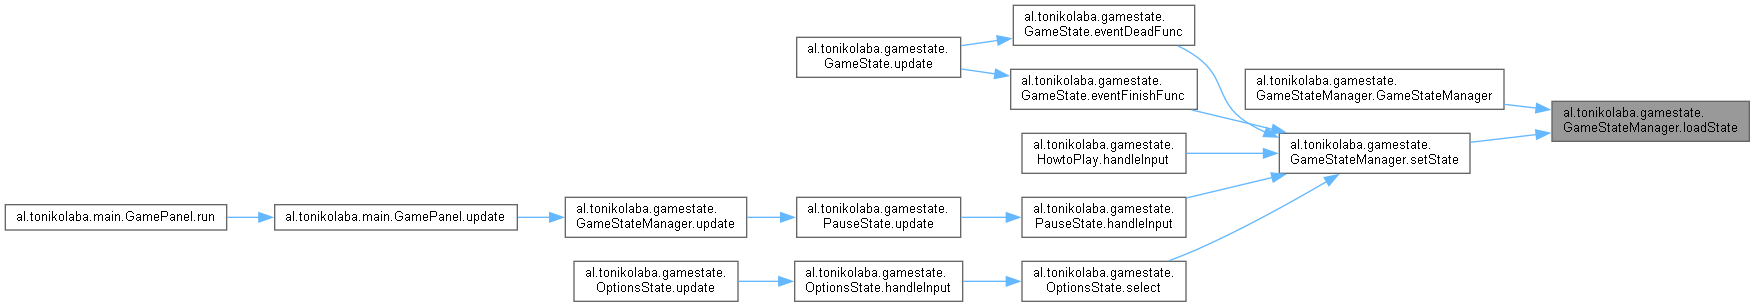 al.tonikolaba.gamestate.
GameState.eventDeadFunc
al.tonikolaba.gamestate.
GameState.update
al.tonikolaba.gamestate.
GameState.eventFinishFunc
al.tonikolaba.gamestate.
GameStateManager.GameStateManager
al.tonikolaba.gamestate.
GameStateManager.loadState
al.tonikolaba.gamestate.
HowtoPlay.handleInput
al.tonikolaba.gamestate.
GameStateManager.setState
al.tonikolaba.main.GamePanel.run
al.tonikolaba.main.GamePanel.update
al.tonikolaba.gamestate.
GameStateManager.update
al.tonikolaba.gamestate.
PauseState.update
al.tonikolaba.gamestate.
PauseState.handleInput
al.tonikolaba.gamestate.
OptionsState.update
al.tonikolaba.gamestate.
OptionsState.handleInput
al.tonikolaba.gamestate.
OptionsState.select